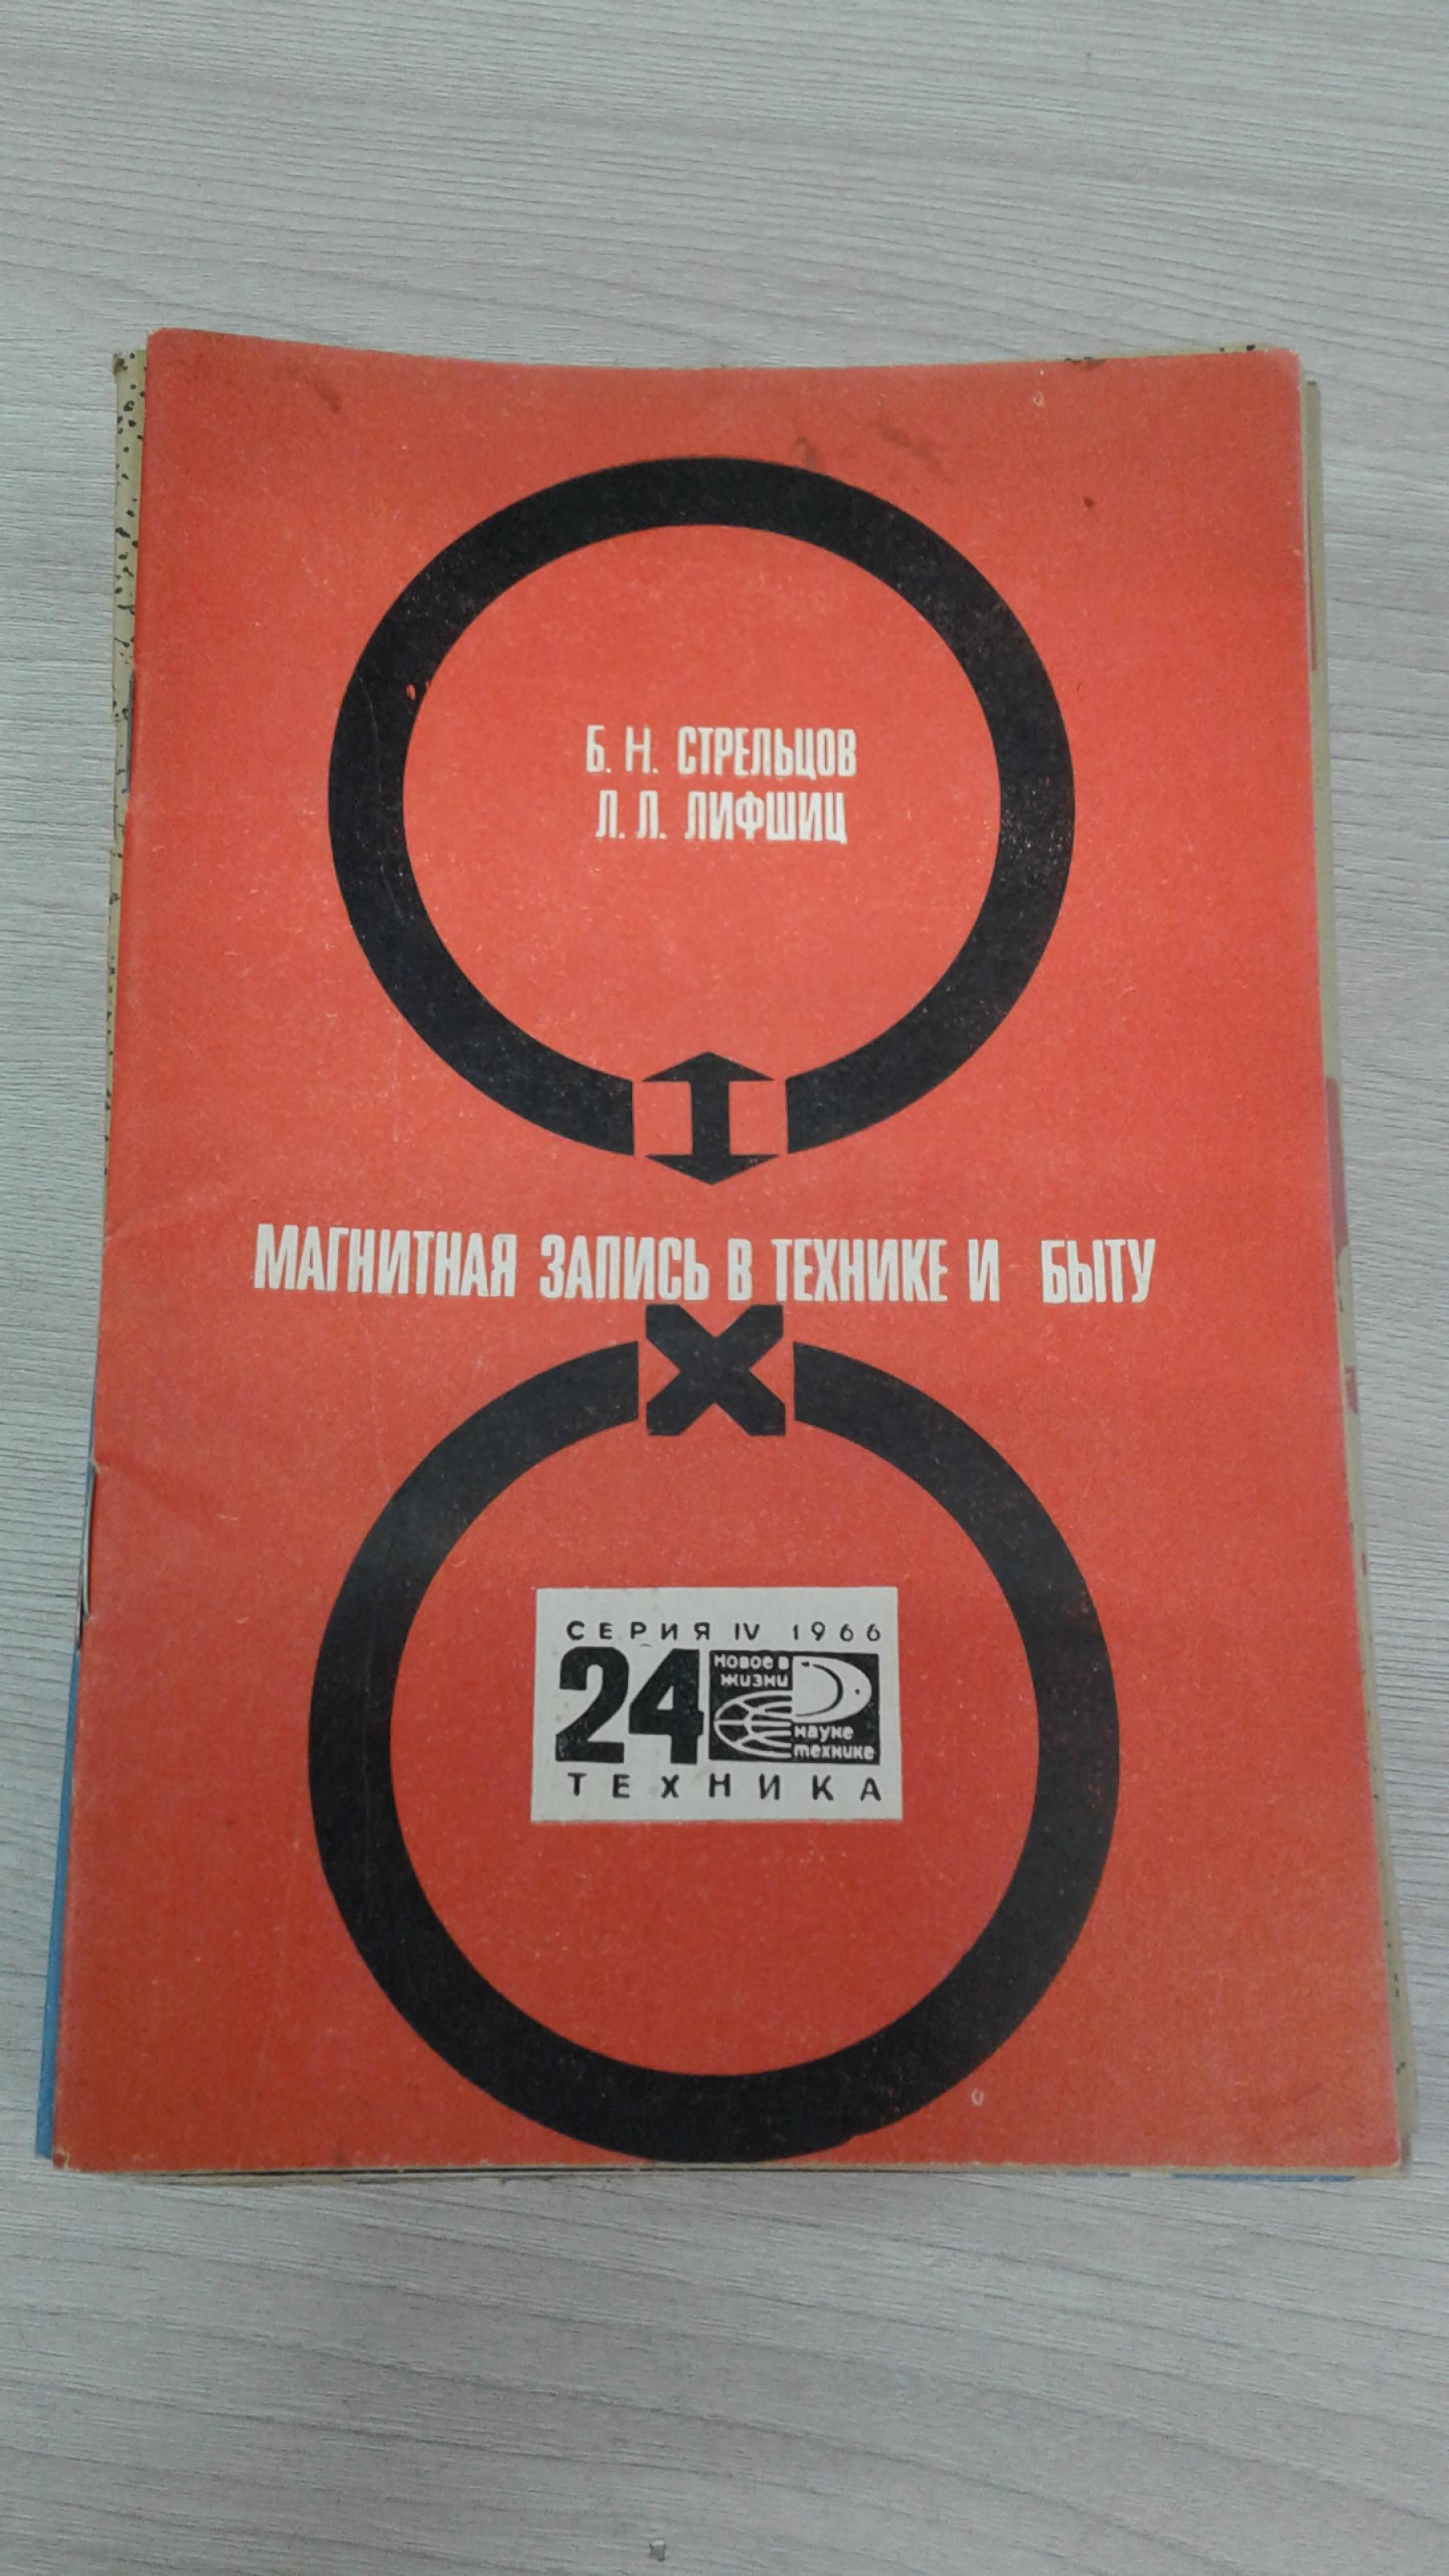 Б. Н. СТРЕЛЬЦОВ
Л. Л. ЛИФШИЦ
МАГНИТНАЯ ЗАПИСЬ В ТЕХНИКЕ И БЫТУ
СЕРИЯ IV 1966
24
новое в
жизни
науке
технике
ТЕХНИКА